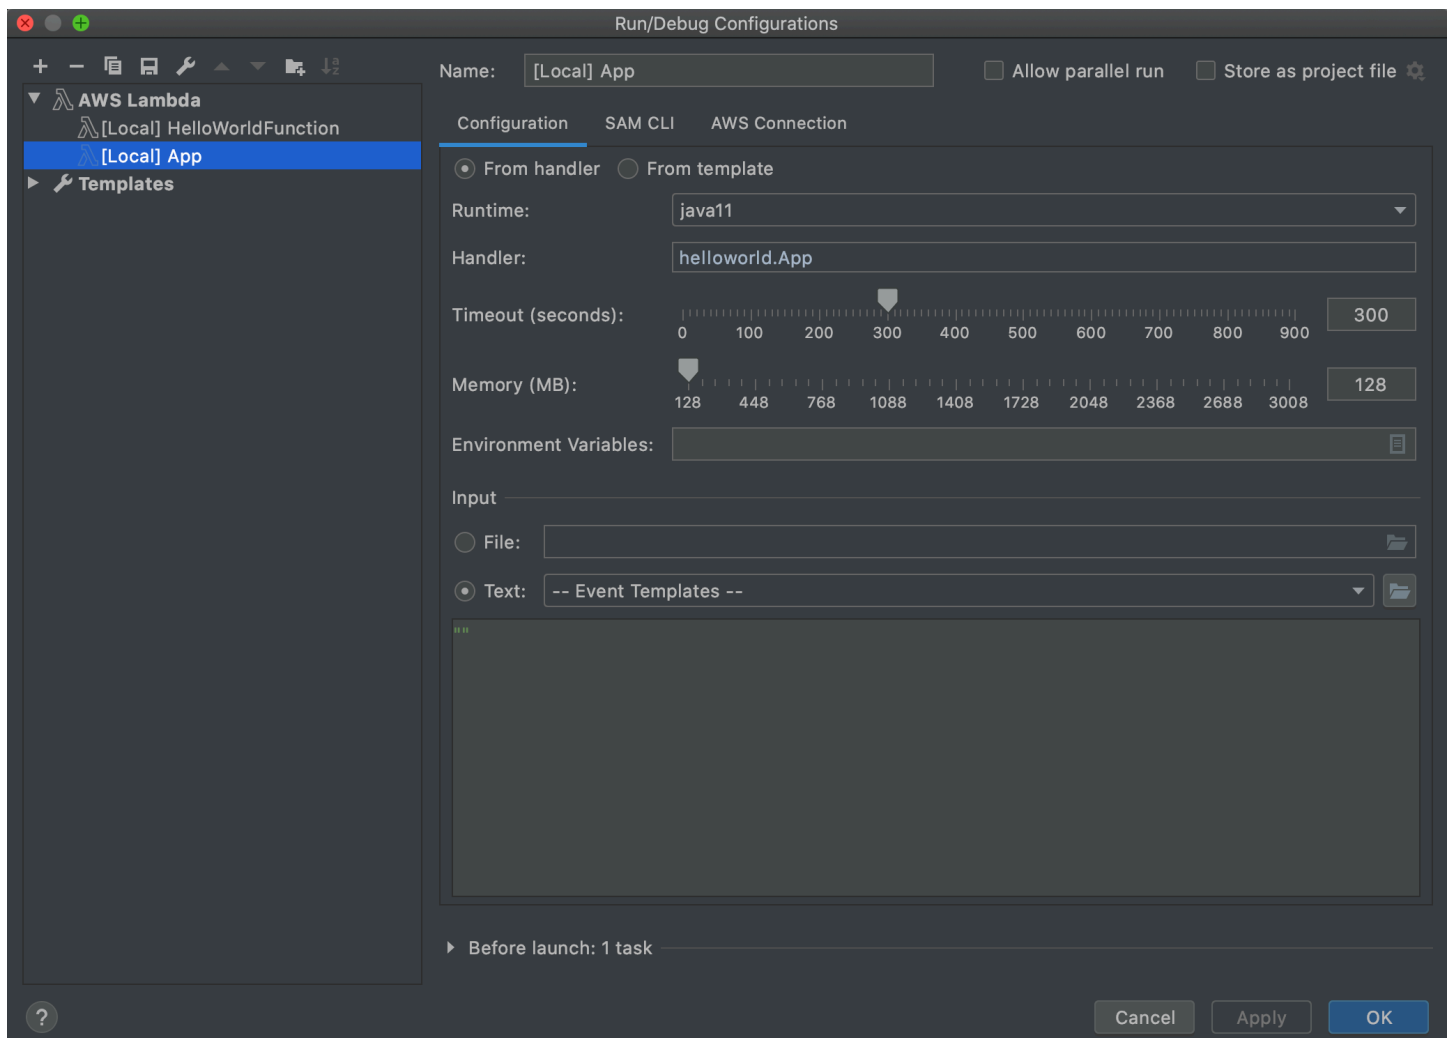 Run/Debug Configurations
AWS Lambda
[Local] HelloWorldFunction
[Local] App
Templates
Name: [Local] App Allow parallel run Store as project file
Configuration SAM CLI AWS Connection
From handler From template
Runtime: java11
Handler: helloworld.App
Timeout (seconds): 300
0 100 200 300 400 500 600 700 800 900
Memory (MB): 128
128 448 768 1088 1408 1728 2048 2368 2688 3008
Environment Variables:
Input
File:
Text: -- Event Templates --
""
Before launch: 1 task
? Cancel Apply OK